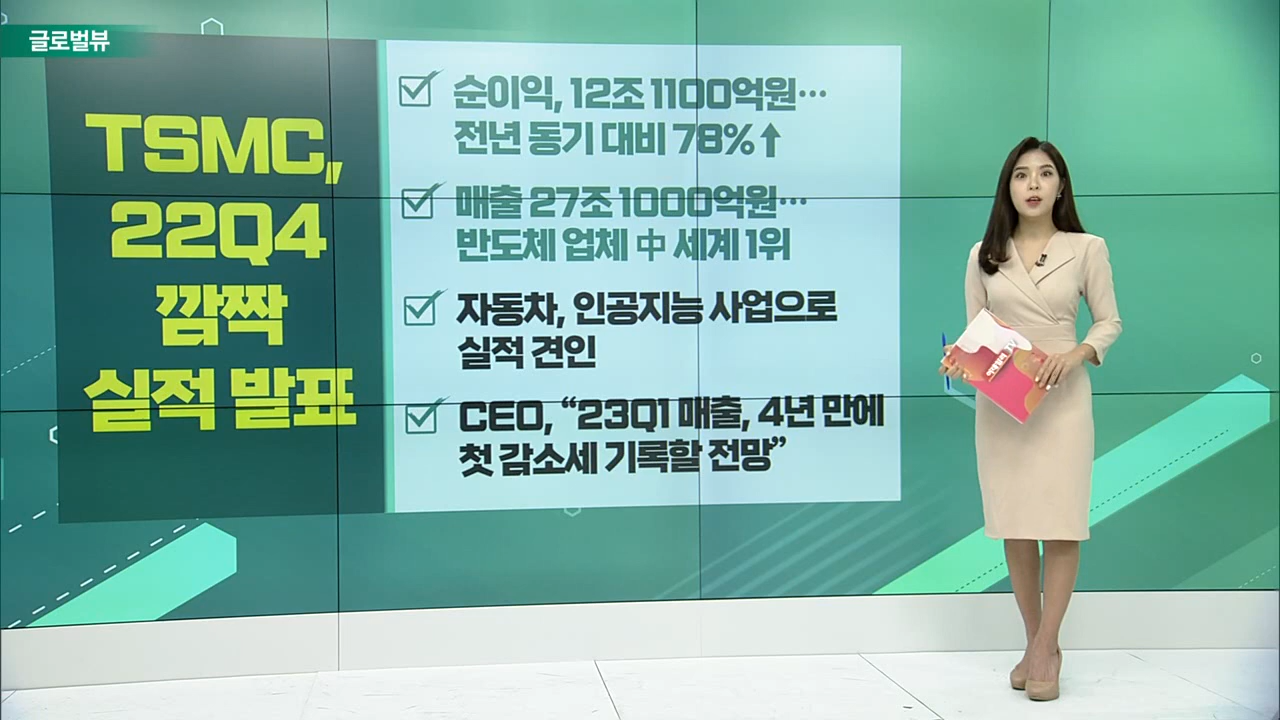 글로벌뷰
TSMC,
22Q4
깜짝
실적 발표
순이익, 12조 1100억원…
전년 동기 대비 78%↑
매출 27조 1000억원…
반도체 업체 中 세계 1위
자동차, 인공지능 사업으로
실적 견인
CEO, “23Q1 매출, 4년 만에
첫 감소세 기록할 전망”